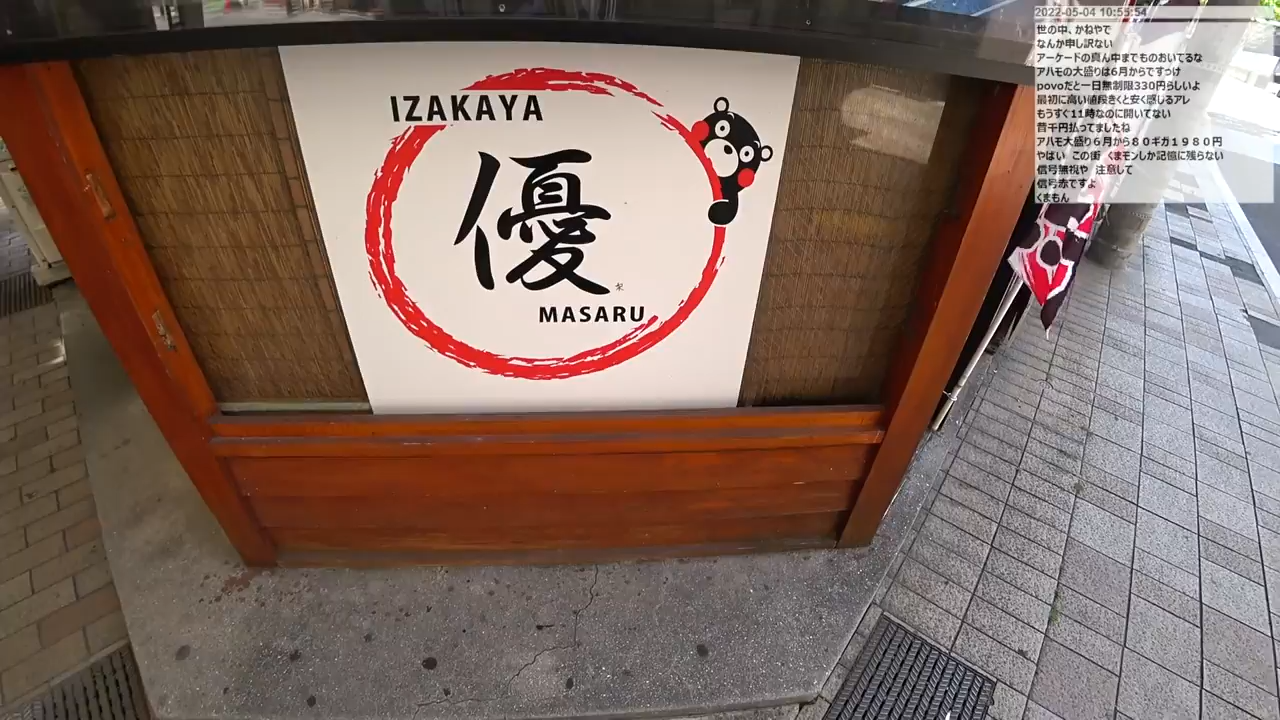 IZAKAYA
優
MASARU
2022-05-04 10:55:54
世の中、かねやで
なんか申し訳ない
アーケードの真ん中までものおいてるな
アハモの大盛りは6月からですっけ
povoだと一日無制限330円らしいよ
最初に高い値段きくと安く感じるアレ
もうすぐ11時なのに開いてない
昔千円払ってましたね
アハモ大盛り６月から８０ギガ１９８０円
やばい　この街　くまモンしか記憶に残らない
信号無視や　注意して
信号赤ですよ
くまもん